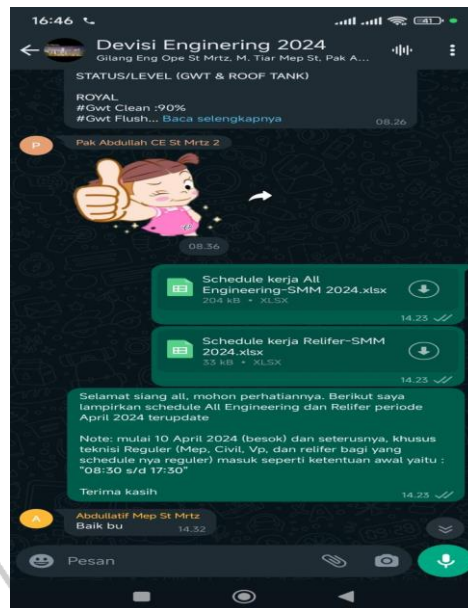 16:46
41
Devisi Enginering 2024
Gilang Eng Ope St Mrtz, M. Tiar Mep St, Pak A...
STATUS/LEVEL (GWT & ROOF TANK)
ROYAL
#Gwt Clean :90%
#Gwt Flush... Baca selengkapnya
08.26
P
Pak Abdullah CE St Mrtz 2
08.36
Schedule kerja All
Engineering-SMM 2024.xlsx
204 kB • XLSX
14.23
Schedule kerja Relifer-SMM
2024.xlsx
33 kB • XLSX
14.23
Selamat siang all, mohon perhatiannya. Berikut saya
lampirkan schedule All Engineering dan Relifer periode
April 2024 terupdate
Note: mulai 10 April 2024 (besok) dan seterusnya, khusus
teknisi Reguler (Mep, Civil, Vp, dan relifer bagi yang
schedule nya reguler) masuk seperti ketentuan awal yaitu :
"08:30 s/d 17:30"
Terima kasih
14.23
A
Abdullatif Mep St Mrtz
Baik bu
14.32
Pesan